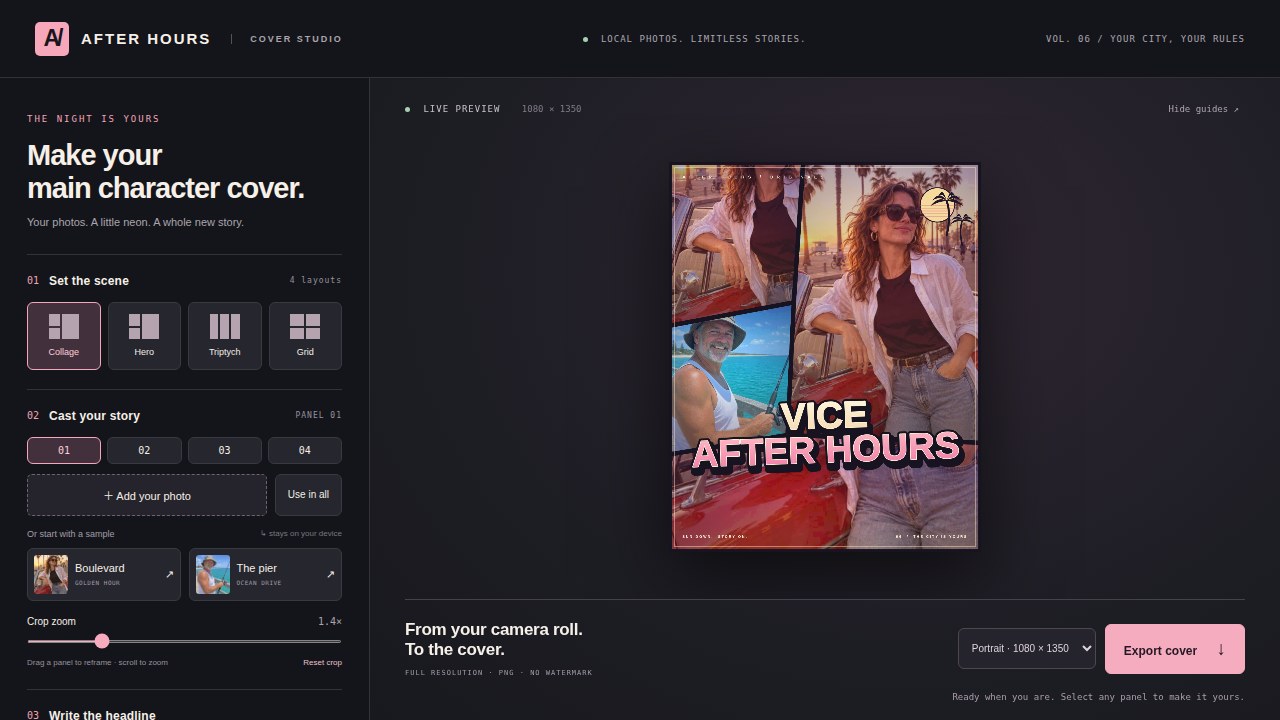 AFTER HOURS
COVER STUDIO
LOCAL PHOTOS. LIMITLESS STORIES.
VOL. 06 / YOUR CITY, YOUR RULES
THE NIGHT IS YOURS
Make your
main character cover.
Your photos. A little neon. A whole new story.
01 Set the scene
4 layouts
Collage
Hero
Triptych
Grid
02 Cast your story
PANEL 01
01
02
03
04
+ Add your photo
Use in all
Or start with a sample
↳ stays on your device
Boulevard ↗
GOLDEN HOUR
The pier ↗
OCEAN DRIVE
Crop zoom
1.4×
Drag a panel to reframe · scroll to zoom
Reset crop
03 Write the headline
LIVE PREVIEW
1080 × 1350
Hide guides ↗
VICE
AFTER HOURS
From your camera roll.
To the cover.
FULL RESOLUTION · PNG · NO WATERMARK
Portrait · 1080 × 1350
Export cover ↓
Ready when you are. Select any panel to make it yours.